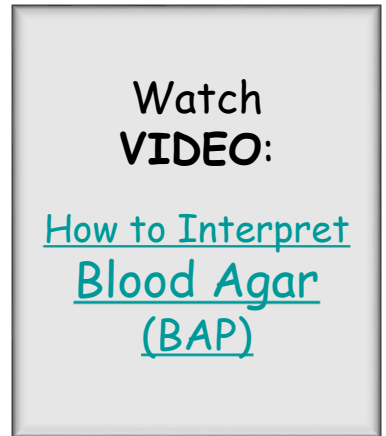 Watch
VIDEO:
How to Interpret
Blood Agar
(BAP)